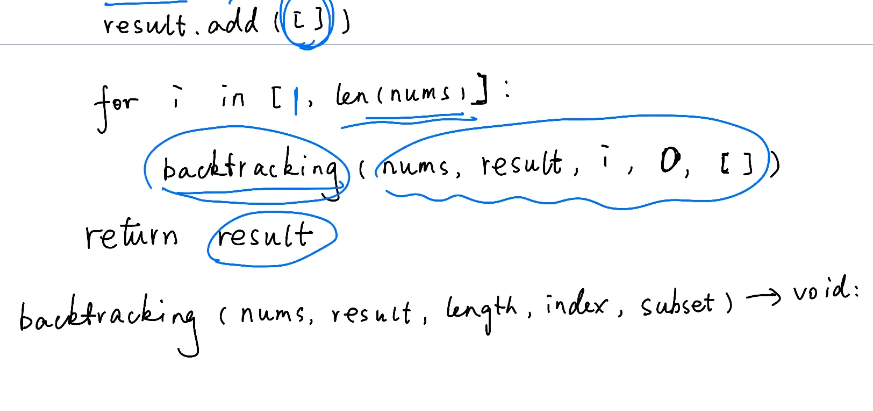 result.add([])
for i in [1, len(nums)]:
backtracking(nums, result, i, 0, [])
return result
backtracking(nums, result, length, index, subset) → void: